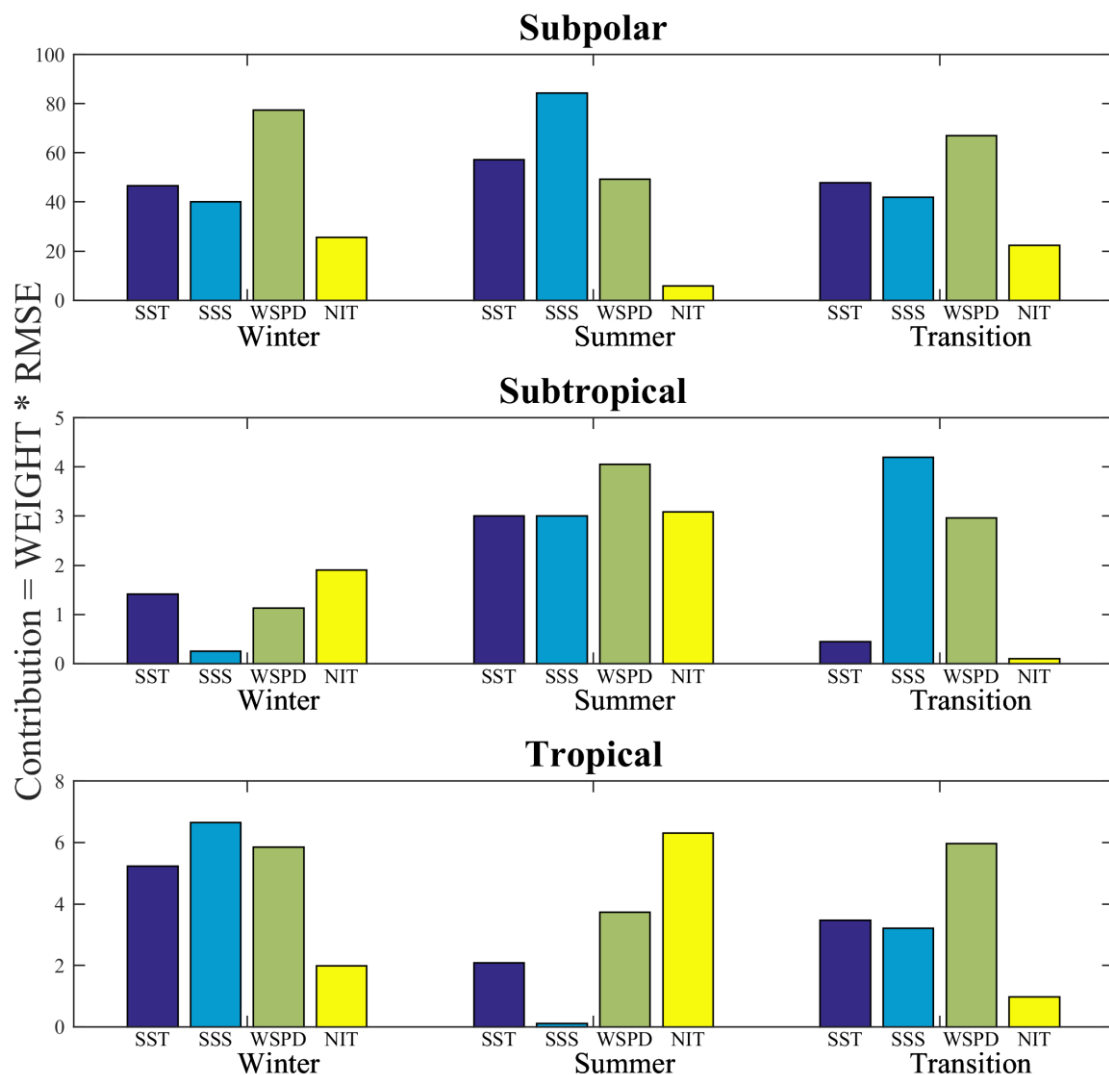 Contribution = WEIGHT * RMSE
Subpolar
100
80
60
40
20
0
SST SSS WSPD NIT SST SSS WSPD NIT SST SSS WSPD NIT
Winter Summer Transition
Subtropical
5
4
3
2
1
0
SST SSS WSPD NIT SST SSS WSPD NIT SST SSS WSPD NIT
Winter Summer Transition
Tropical
8
6
4
2
0
SST SSS WSPD NIT SST SSS WSPD NIT SST SSS WSPD NIT
Winter Summer Transition